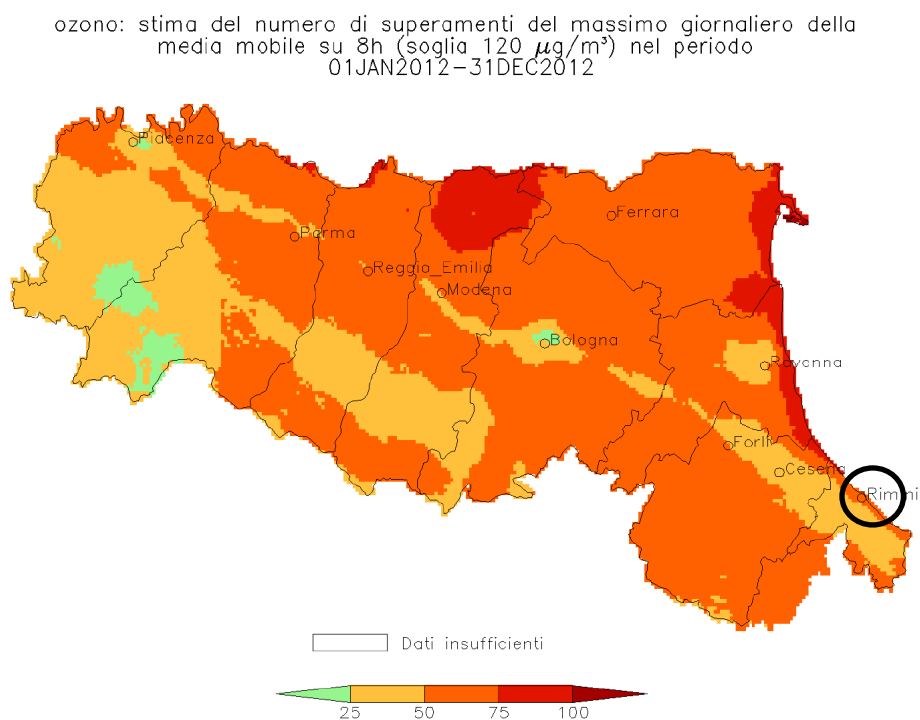 ozono: stima del numero di superamenti del massimo giornaliero della
media mobile su 8h (soglia 120 μg/m³) nel periodo
01JAN2012-31DEC2012
Piacenza
Ferrara
Parma
Reggio_Emilia
Modena
Bologna
Ravenna
Forlì
Cesena
Rimini
Dati insufficienti
25 50 75 100